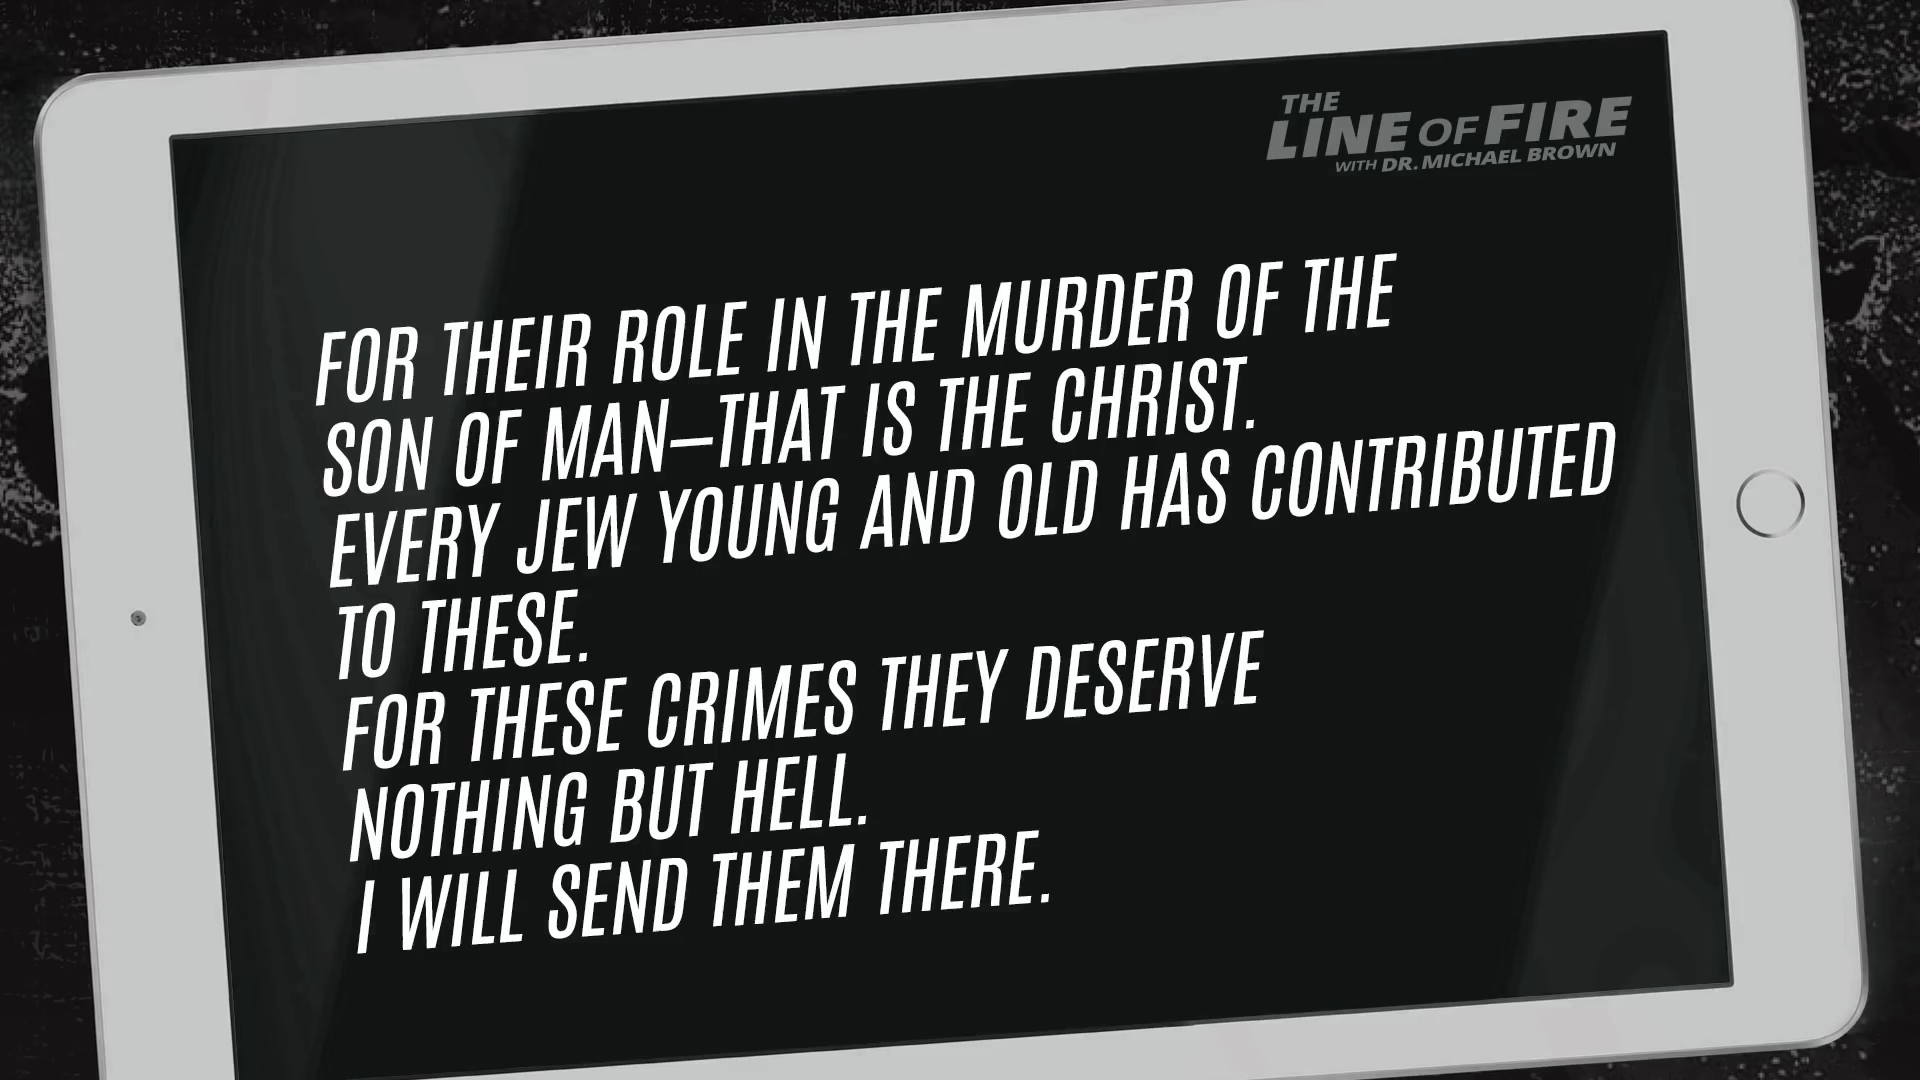 THE
LINE OF FIRE
WITH DR. MICHAEL BROWN
FOR THEIR ROLE IN THE MURDER OF THE
SON OF MAN—THAT IS THE CHRIST.
EVERY JEW YOUNG AND OLD HAS CONTRIBUTED
TO THESE.
FOR THESE CRIMES THEY DESERVE
NOTHING BUT HELL.
I WILL SEND THEM THERE.